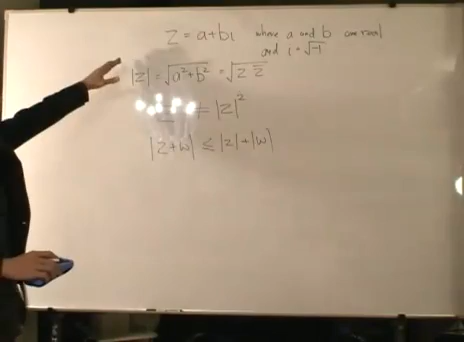 z = a+bi where a and b are real
and i = √-1
|z| = √a²+b² = √z z̄
≠ |z|²
|z+w| ≤ |z|+|w|